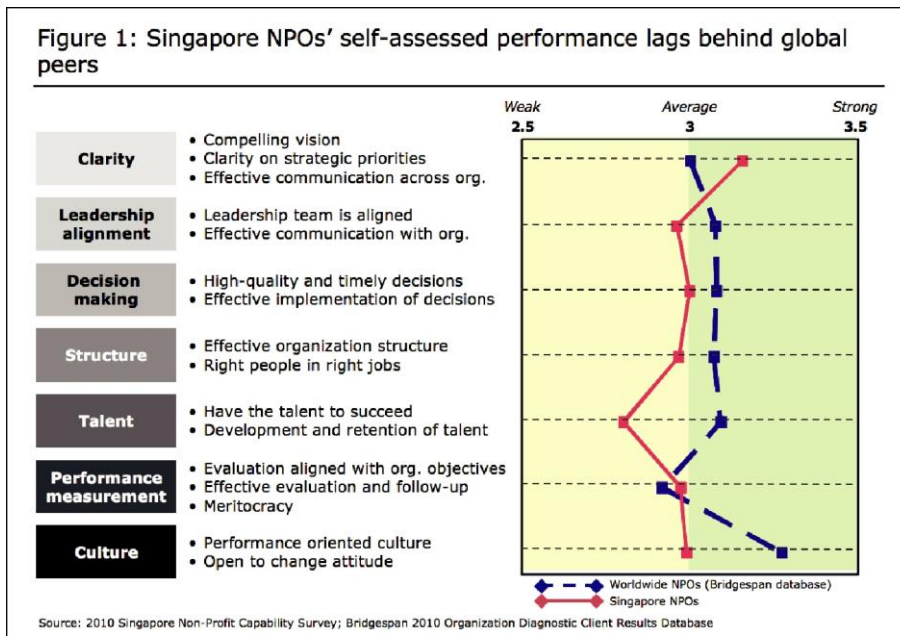 Figure 1: Singapore NPOs’ self-assessed performance lags behind global
peers
Weak Average Strong
2.5 3 3.5
Clarity
• Compelling vision
• Clarity on strategic priorities
• Effective communication across org.
Leadership
alignment
• Leadership team is aligned
• Effective communication with org.
Decision
making
• High-quality and timely decisions
• Effective implementation of decisions
Structure
• Effective organization structure
• Right people in right jobs
Talent
• Have the talent to succeed
• Development and retention of talent
Performance
measurement
• Evaluation aligned with org. objectives
• Effective evaluation and follow-up
• Meritocracy
Culture
• Performance oriented culture
• Open to change attitude
Worldwide NPOs (Bridgespan database)
Singapore NPOs
Source: 2010 Singapore Non-Profit Capability Survey; Bridgespan 2010 Organization Diagnostic Client Results Database